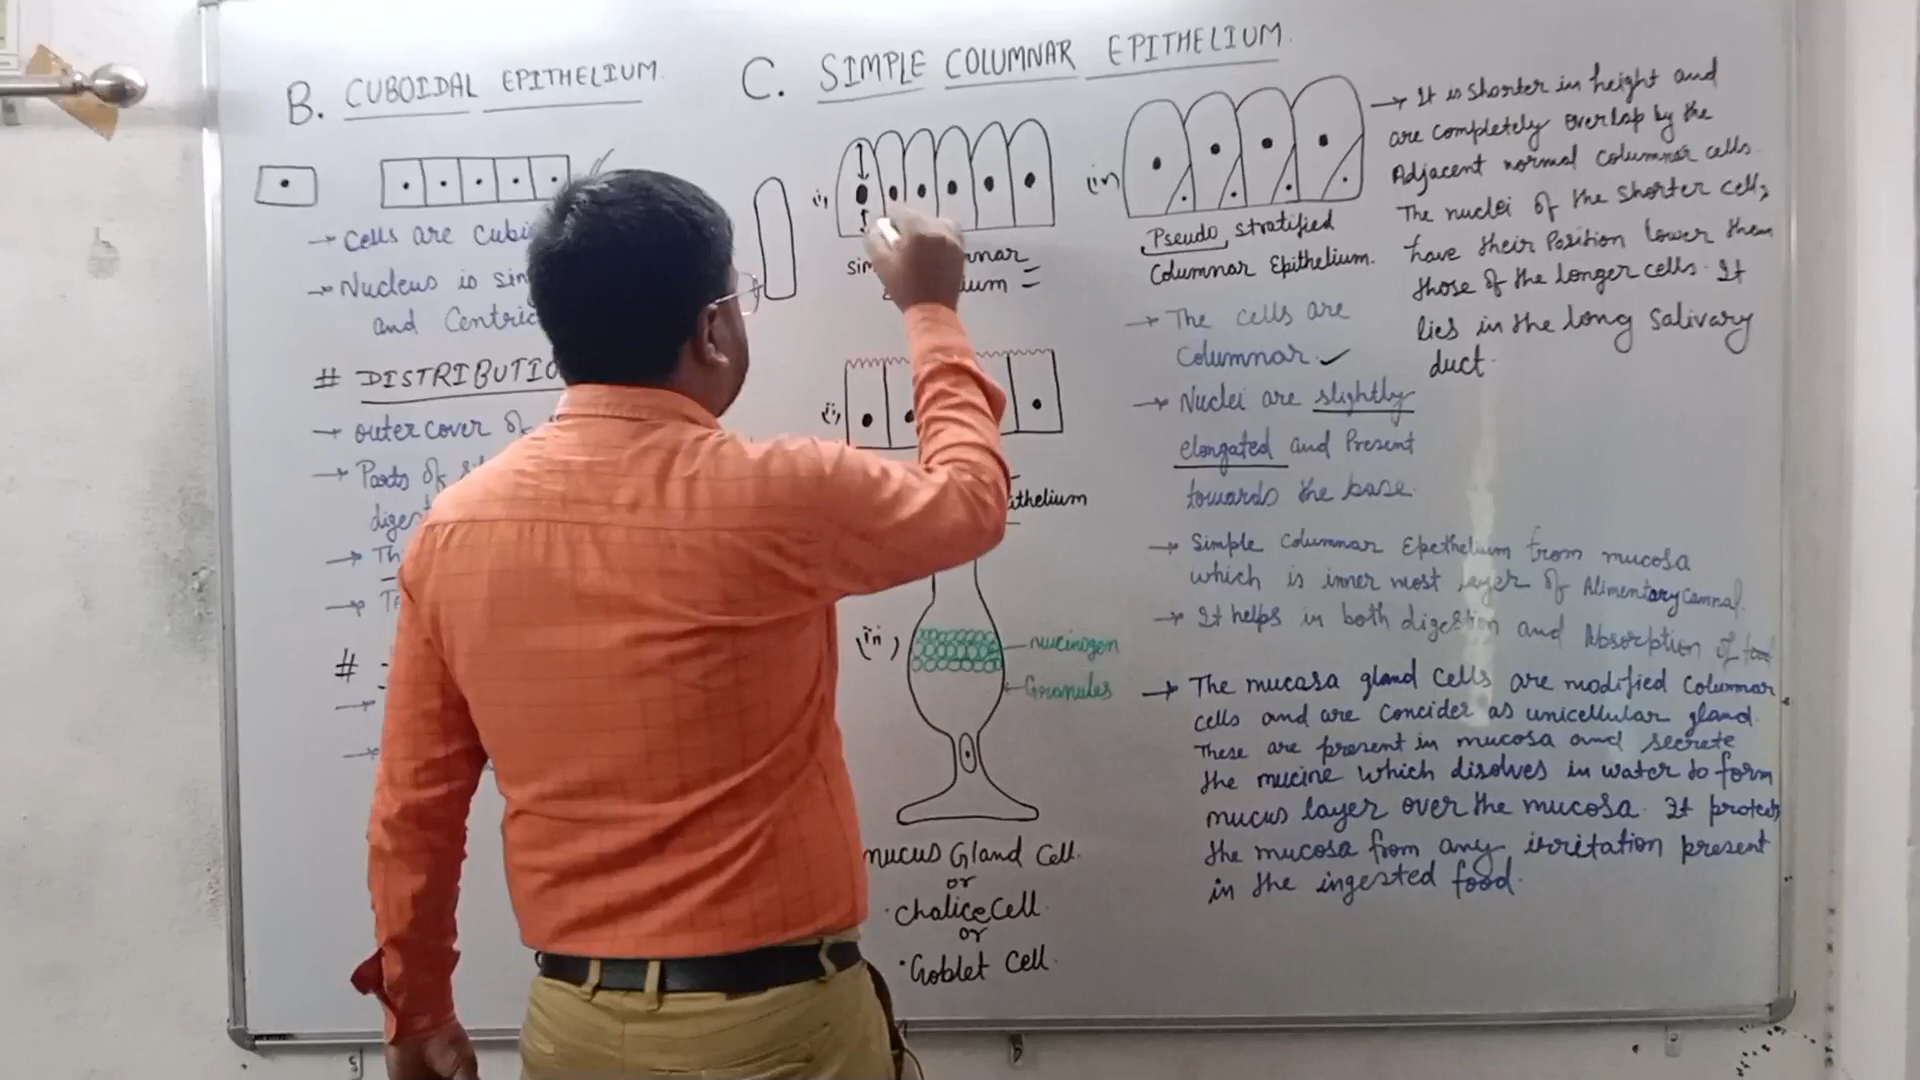 B. CUBOIDAL EPITHELIUM.
→ Cells are
→ Nucleus is
and
# 
→ outer cover of
→ Parts of
→
→
#
→
→
C. SIMPLE COLUMNAR EPITHELIUM.
(i)
(ii)
(iii)
mucinogen
Granules
mucus Gland Cell.
or
· Chalice Cell.
or
· Goblet Cell.
(iv)
Pseudo stratified
Columnar Epithelium.
→ The cells are
Columnar ✓
→ Nuclei are slightly
elongated and Present
towards the base.
→ Simple Columnar Epethelium from mucosa
which is inner most layer of Alimentary cannal.
→ It helps in both digestion and Absorption of food
→ The mucasa gland cells are modified Columnar
cells and are Concider as unicellular gland.
These are present in mucosa and secrete
the mucine which disolves in water to form
mucus layer over the mucosa. It protects
the mucosa from any irritation present
in the ingested food.
→ It is shorter in height and
are completely overlap by the
Adjacent normal columnar cells.
The nuclei of the shorter cells
have their Position lower them
those of the longer cells. It
lies in the long salivary
duct.